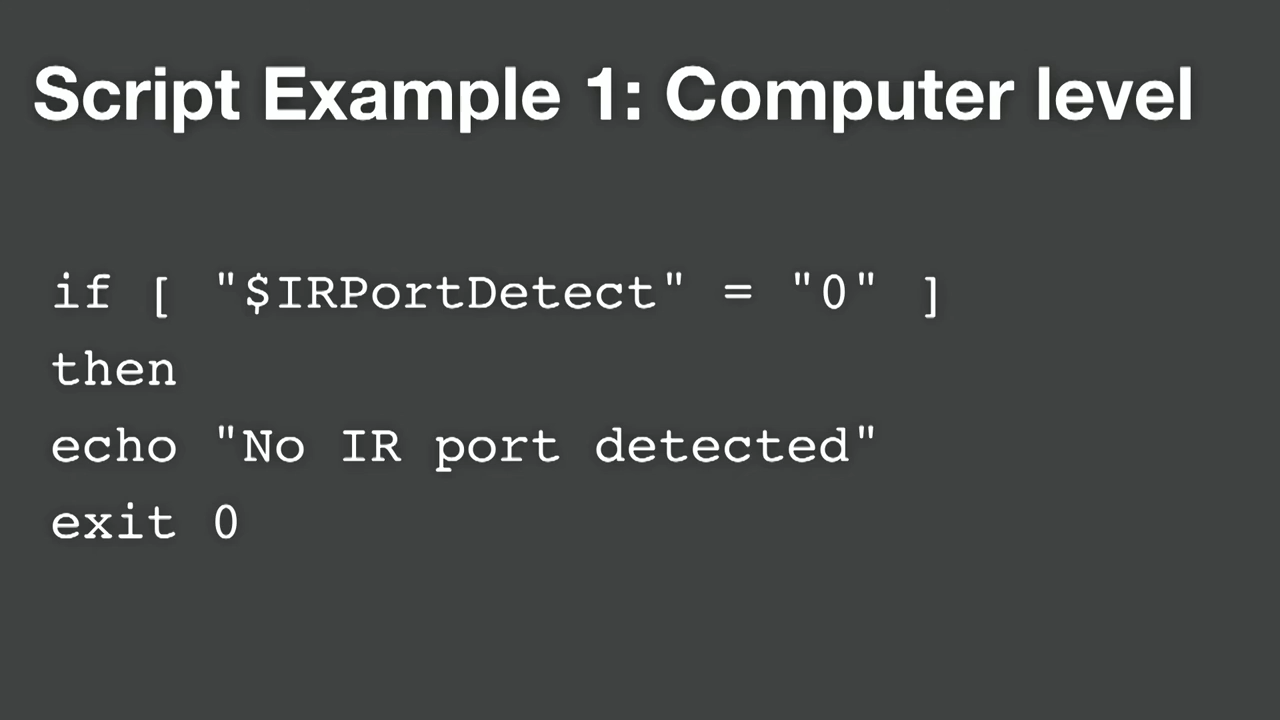 Script Example 1: Computer level
if [ "$IRPortDetect" = "0" ]
then
echo "No IR port detected"
exit 0